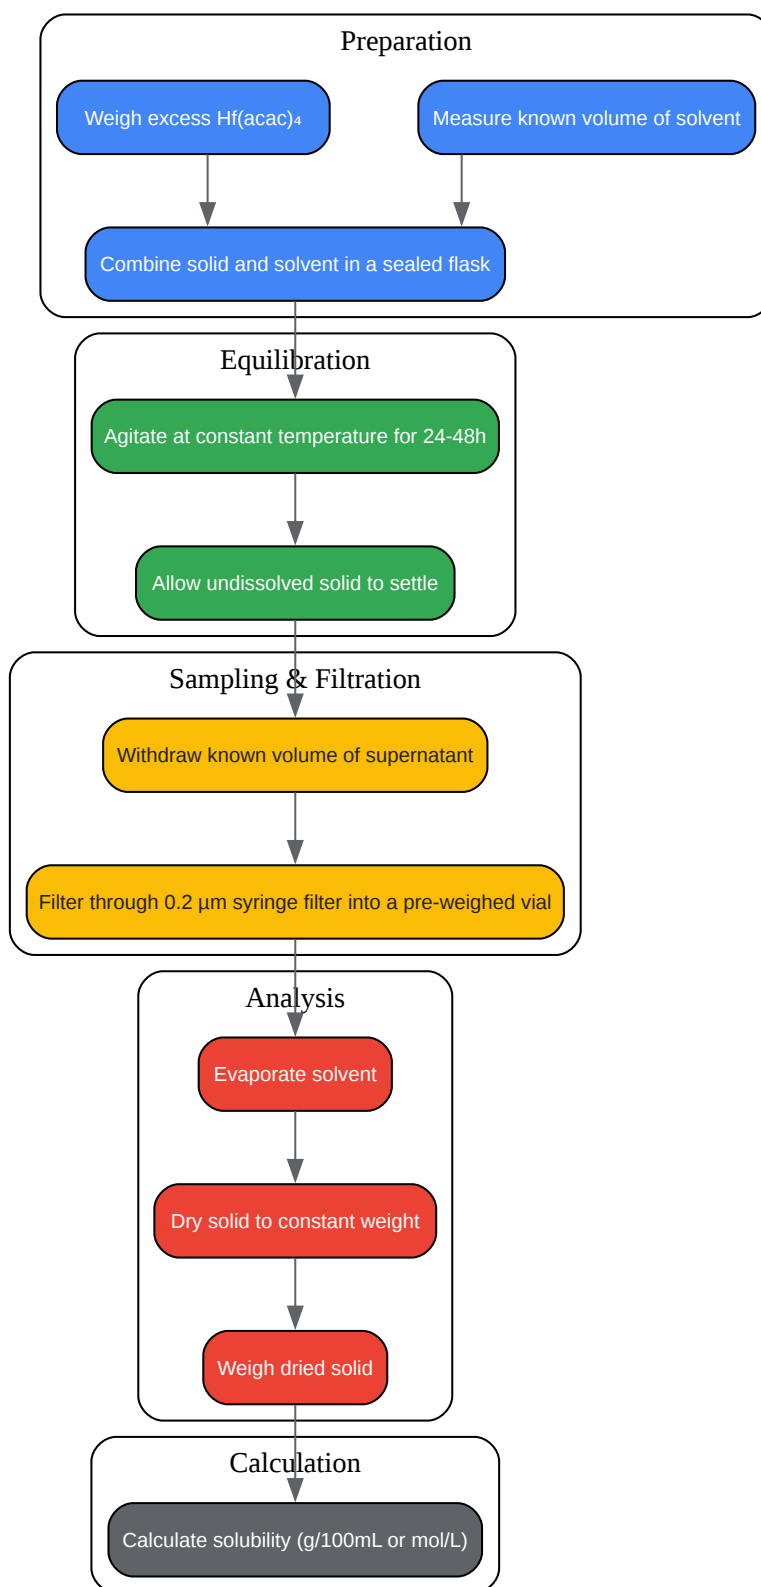 Preparation
Weigh excess Hf(acac)₄
Measure known volume of solvent
Combine solid and solvent in a sealed flask
Equilibration
Agitate at constant temperature for 24-48h
Allow undissolved solid to settle
Sampling & Filtration
Withdraw known volume of supernatant
Filter through 0.2 µm syringe filter into a pre-weighed vial
Analysis
Evaporate solvent
Dry solid to constant weight
Weigh dried solid
Calculation
Calculate solubility (g/100mL or mol/L)